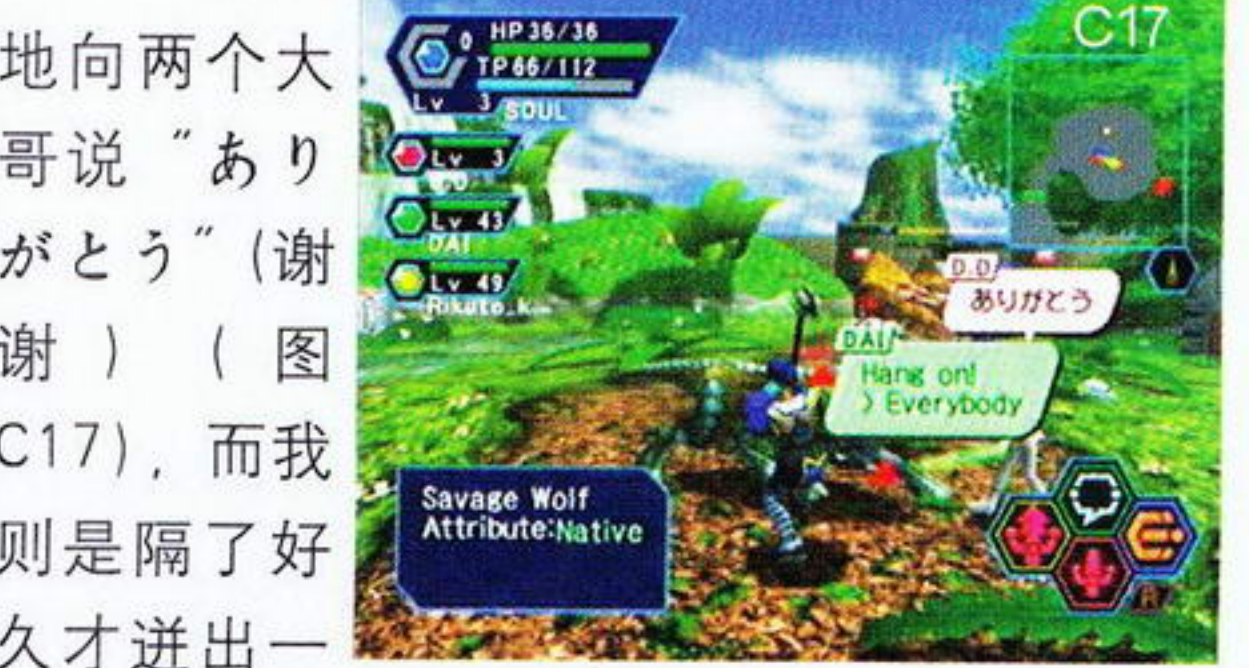 地向两个大
哥说“あり
がとう”(谢
谢)(图
C17)，而我
则是隔了好
久才迸出一
C17
0
HP 36/36
TP 66/112
Lv 3
SOUL
Lv 3
Lv 43
DAI
Lv 49
Rikuto_k
D.D
ありがとう
DAI
Hang on!
> Everybody
Savage Wolf
Attribute:Native
R